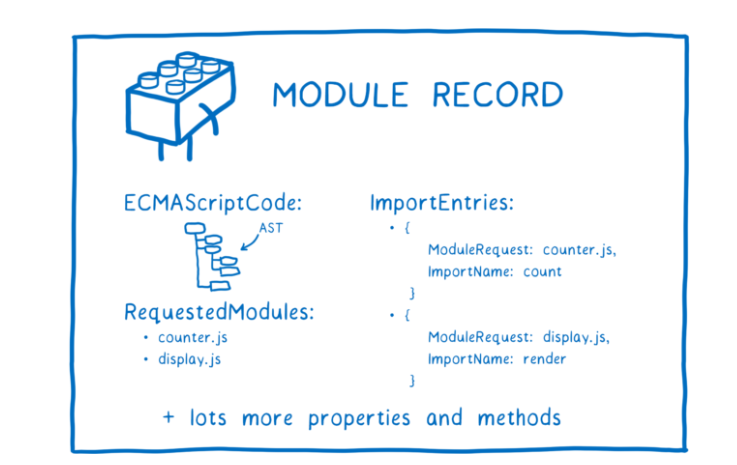 MODULE RECORD
ECMAScriptCode:
AST
RequestedModules:
• counter.js
• display.js
ImportEntries:
• {
ModuleRequest: counter.js,
ImportName: count
}
• {
ModuleRequest: display.js,
ImportName: render
}
+ lots more properties and methods